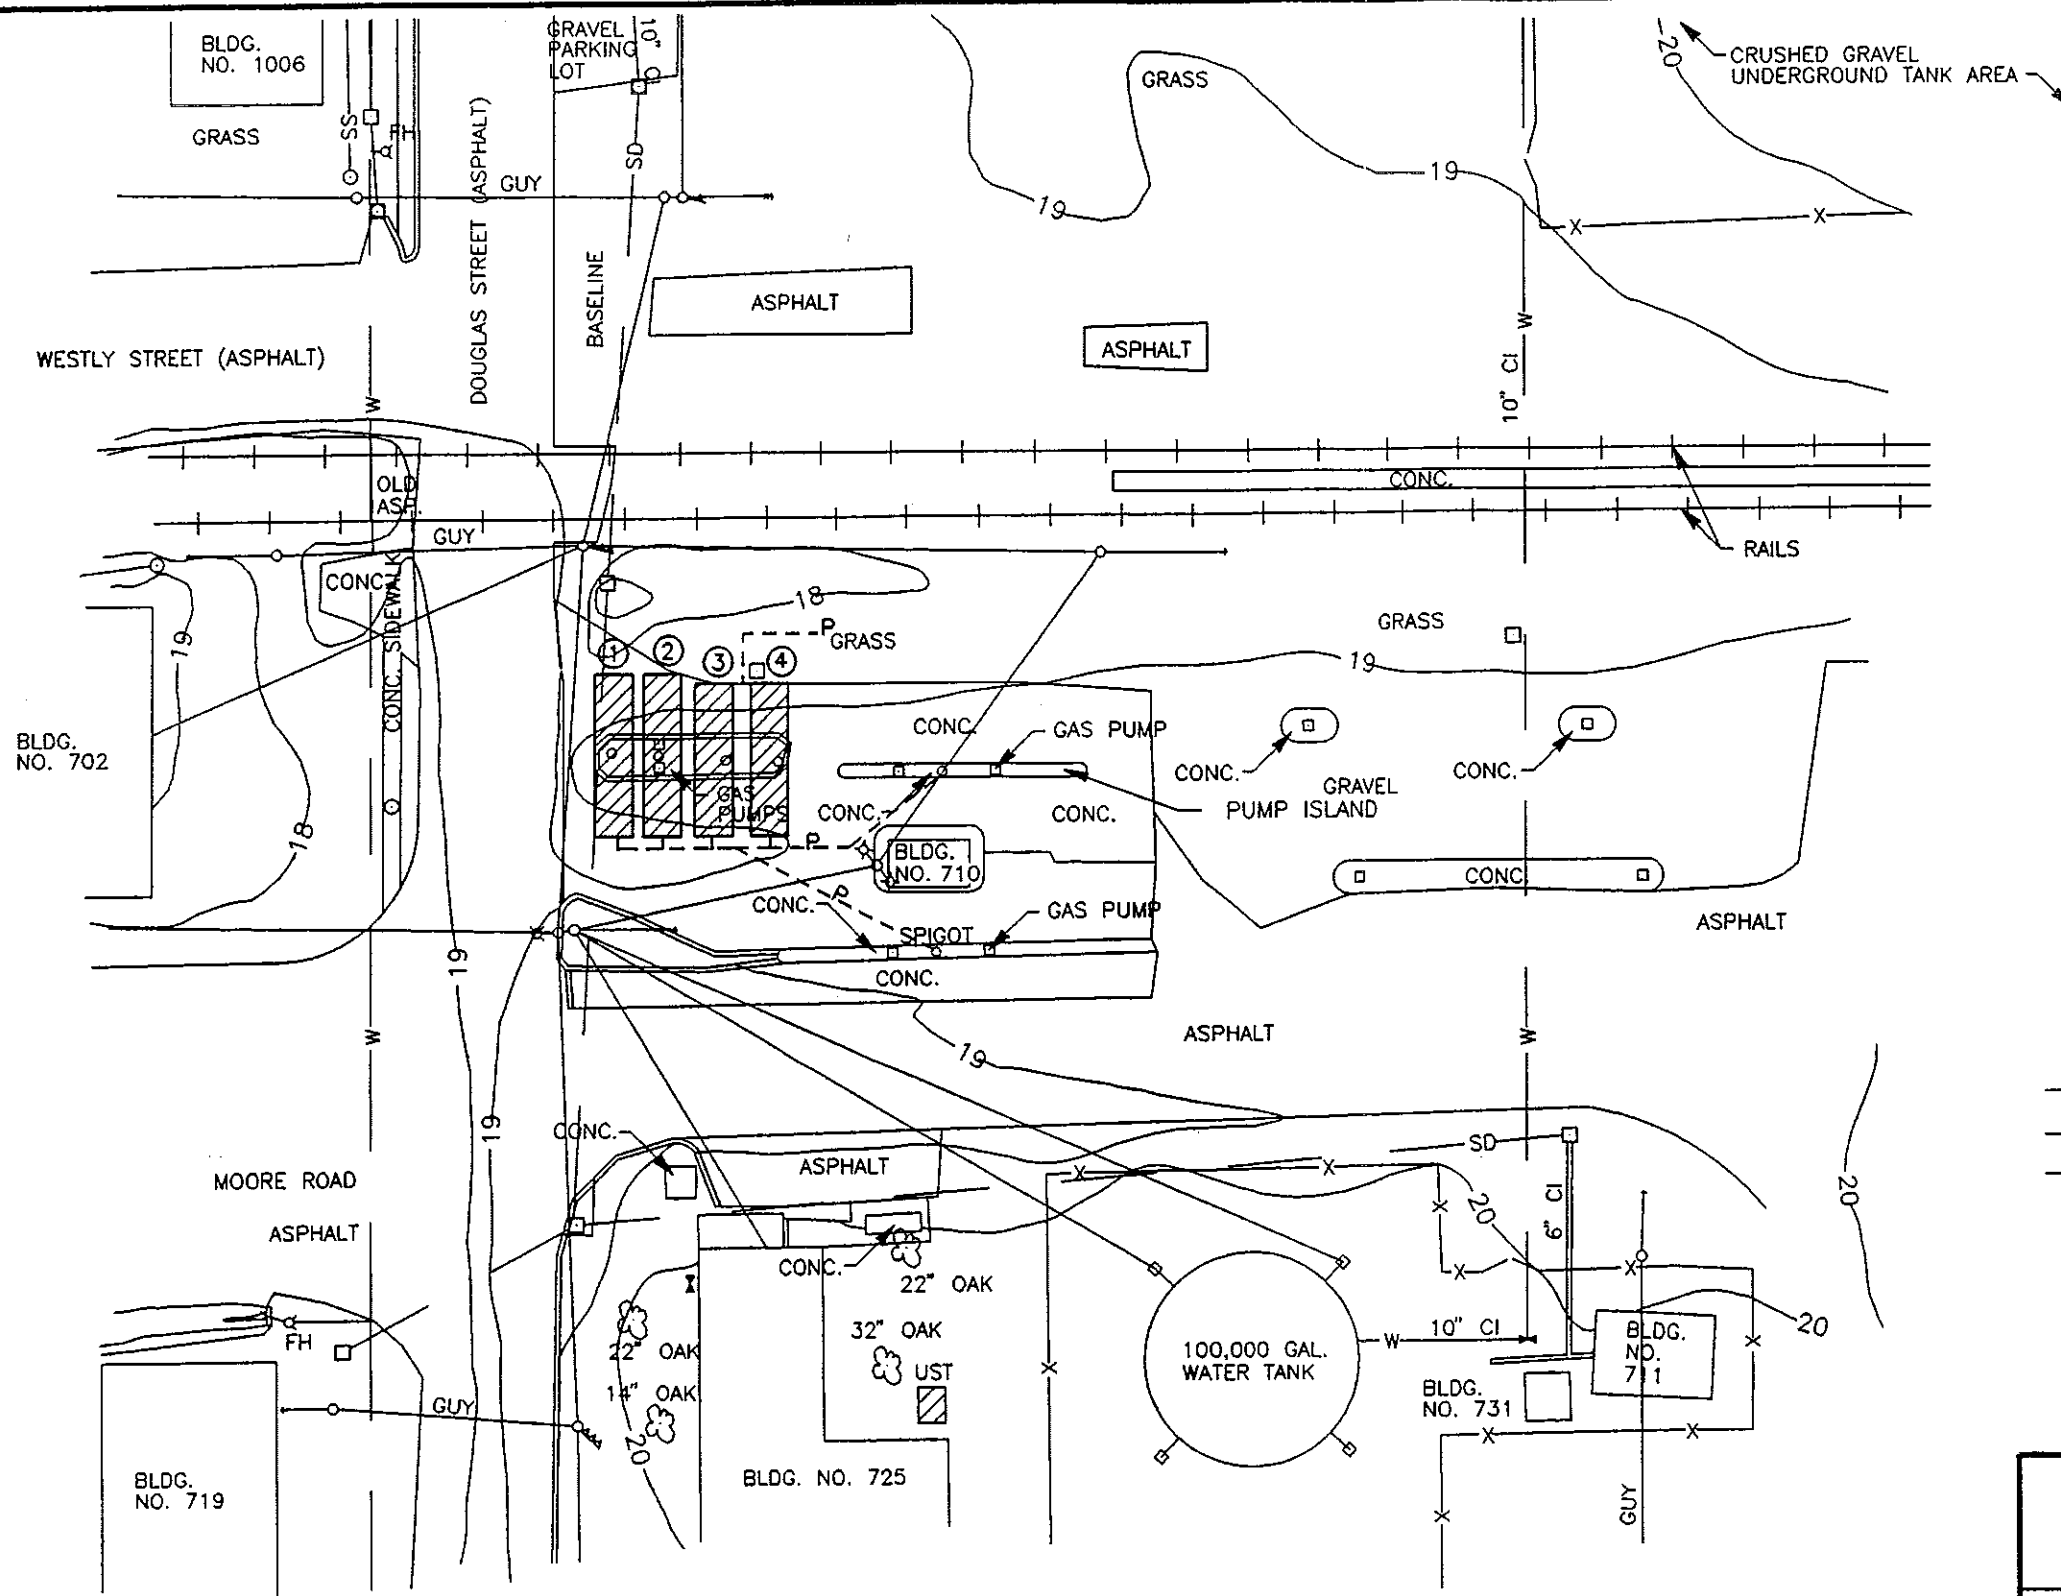 BLDG.
NO. 1006
GRAVEL
PARKING
LOT
10"
-20
CRUSHED GRAVEL
UNDERGROUND TANK AREA
GRASS
GRASS
SS
FH
DOUGLAS STREET (ASPHALT)
SD
GUY
19
19
X
X
BASELINE
ASPHALT
ASPHALT
WESTLY STREET (ASPHALT)
W
W
10" CI
OLD
ASP.
CONC.
GUY
RAILS
CONC.
CONC. SIDEWALK
18
P
GRASS
GRASS
19
19
1
2
3
4
BLDG.
NO. 702
CONC.
GAS PUMP
CONC.
CONC.
GRAVEL
GAS
PUMPS
CONC.
CONC.
PUMP ISLAND
18
P
BLDG.
NO. 710
CONC.
P
CONC.
GAS PUMP
SPIGOT
ASPHALT
19
CONC.
W
W
ASPHALT
19
19
CONC.
SD
ASPHALT
X
X
MOORE ROAD
20
6" CI
20
X
ASPHALT
CONC.
22" OAK
X
X
FH
22" OAK
32" OAK
UST
14" OAK
100,000 GAL.
WATER TANK
W
10" CI
BLDG.
NO.
711
20
X
X
BLDG.
NO. 731
GUY
20
X
X
BLDG.
NO. 719
BLDG. NO. 725
GUY
X